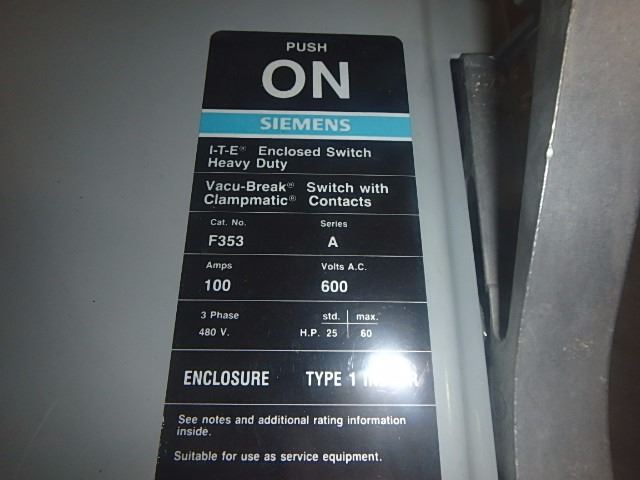 PUSH
ON
SIEMENS
I-T-E® Enclosed Switch
Heavy Duty
Vacu-Break® Switch with
Clampmatic® Contacts
Cat. No. Series
F353 A
Amps Volts A.C.
100 600
3 Phase std. max.
480 V. H.P. 25 60
ENCLOSURE TYPE 1
See notes and additional rating information
inside.
Suitable for use as service equipment.